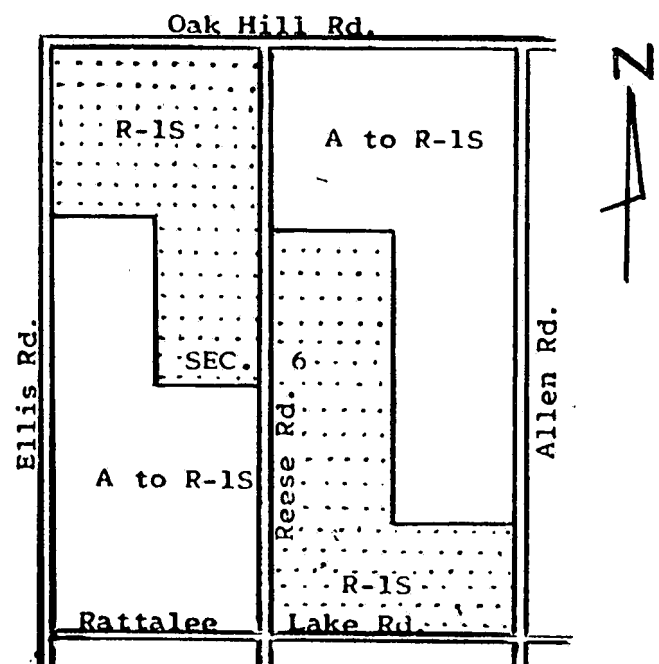 Oak Hill Rd.
N
R-1S
A to R-1S
SEC. 6
Ellis Rd.
Reese Rd.
Allen Rd.
A to R-1S
R-1S
Rattalee Lake Rd.